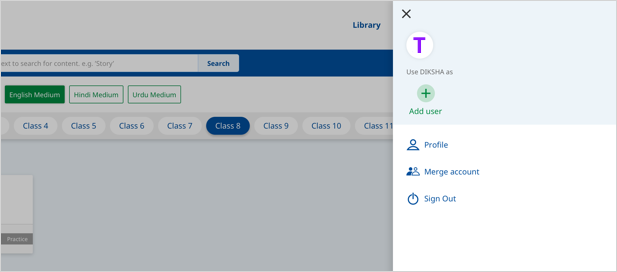 Library
ext to search for content. e.g. 'Story'
Search
English Medium Hindi Medium Urdu Medium
Class 4 Class 5 Class 6 Class 7 Class 8 Class 9 Class 10 Class 11
Practice
T
Use DIKSHA as
Add user
Profile
Merge account
Sign Out